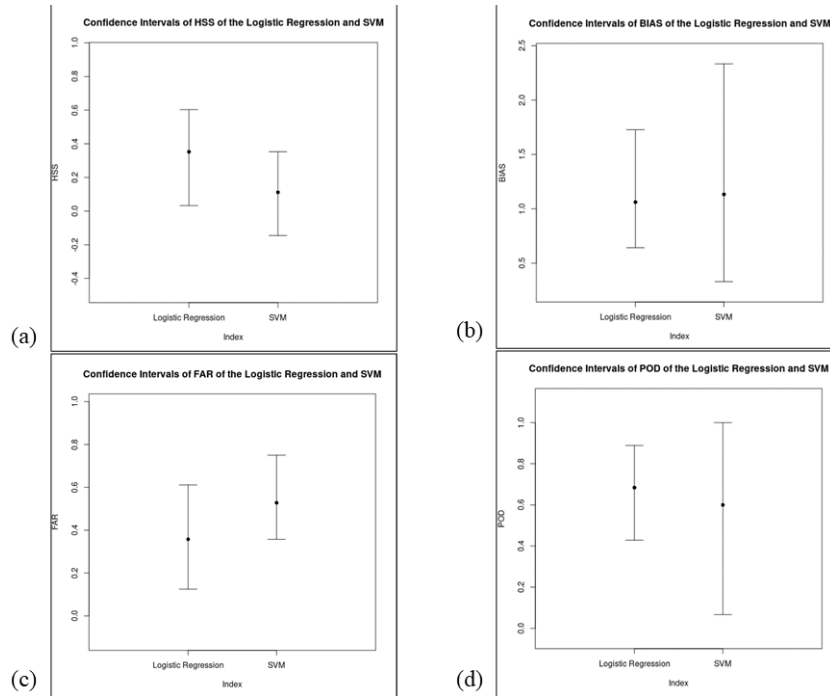 Confidence Intervals of HSS of the Logistic Regression and SVM
1.0
0.8
0.6
0.4
0.2
0.0
-0.2
-0.4
HSS
Logistic Regression
SVM
Index
(a)
Confidence Intervals of BIAS of the Logistic Regression and SVM
2.5
2.0
1.5
1.0
0.5
BIAS
Logistic Regression
SVM
Index
(b)
Confidence Intervals of FAR of the Logistic Regression and SVM
1.0
0.8
0.6
0.4
0.2
0.0
FAR
Logistic Regression
SVM
Index
(c)
Confidence Intervals of POD of the Logistic Regression and SVM
1.0
0.8
0.6
0.4
0.2
0.0
POD
Logistic Regression
SVM
Index
(d)